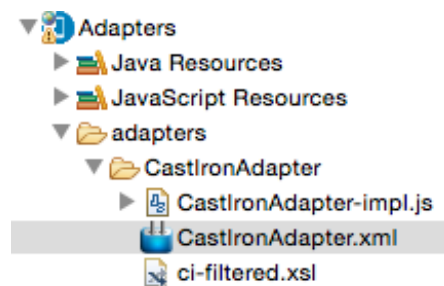 Adapters
Java Resources
JavaScript Resources
adapters
CastIronAdapter
CastIronAdapter-impl.js
CastIronAdapter.xml
ci-filtered.xsl